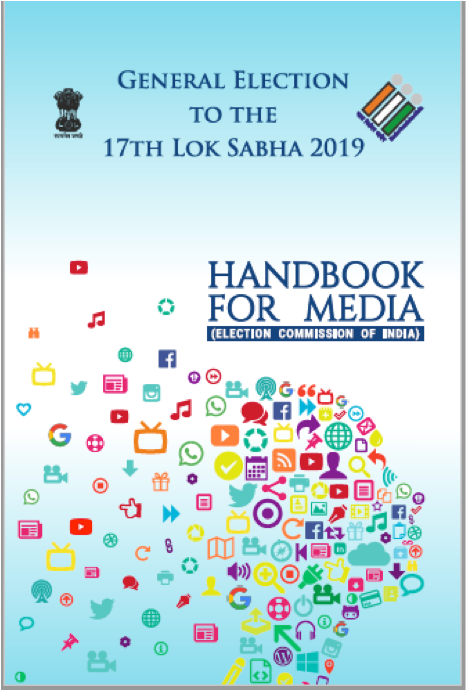 GENERAL ELECTION
TO THE
17TH LOK SABHA 2019
HANDBOOK
FOR MEDIA
(ELECTION COMMISSION OF INDIA)